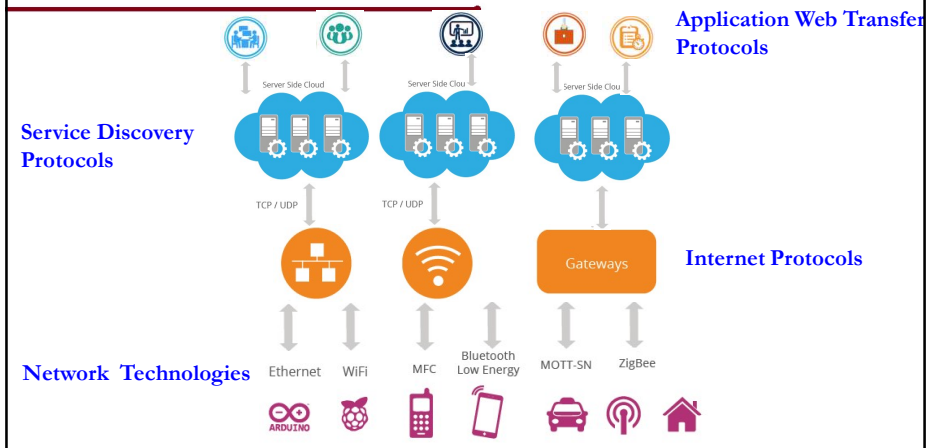 Application Web Transfer
Protocols
Server Side Cloud
Server Side Clou
Server Side Clou
Service Discovery
Protocols
TCP / UDP
TCP / UDP
Gateways
Internet Protocols
Network Technologies
Ethernet
WiFi
MFC
Bluetooth
Low Energy
MOTT-SN
ZigBee
ARDUINO